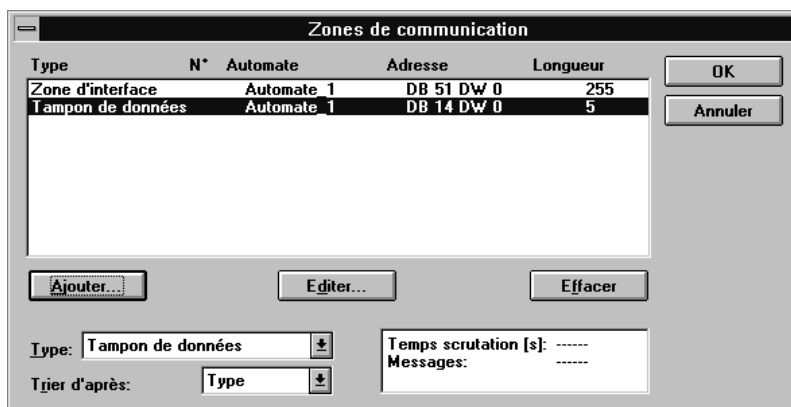 Zones de communication
Type N° Automate Adresse Longueur
Zone d'interface Automate_1 DB 51 DW 0 255
Tampon de données Automate_1 DB 14 DW 0 5
OK
Annuler
Ajouter... Editer... Effacer
Type: Tampon de données
Temps scrutation [s]: ------
Messages: ------
Trier d'après: Type